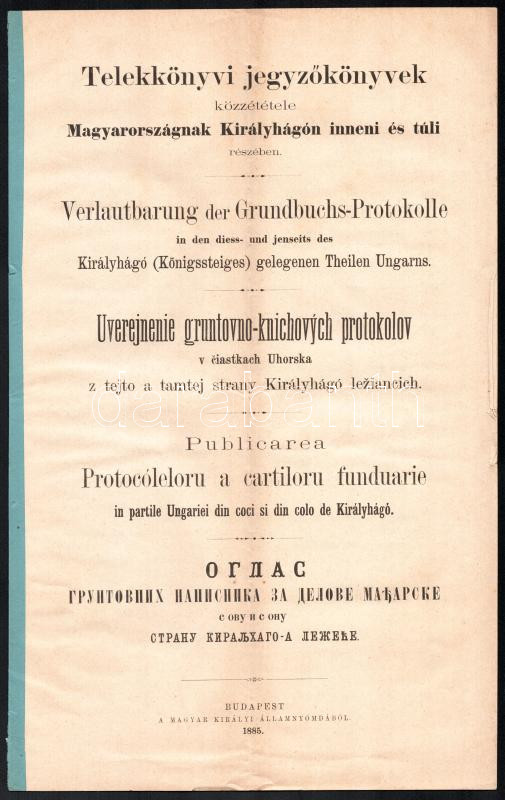 Telekkönyvi jegyzőkönyvek
közzététele
Magyarországnak Királyhágón inneni és túli
részében.
Verlautbarung der Grundbuchs-Protokolle
in den diess- und jenseits des
Királyhágó (Königssteiges) gelegenen Theilen Ungarns.
Uverejnenie gruntovno-knichových protokolov
v čiastkach Uhorska
z tejto a tamtej strany Királyhágó ležiancich.
darabanth
Publicarea
Protocóleloru a cartiloru funduarie
in partile Ungariei din coci si din colo de Királyhágó.
ОГЛАС
ГРУНТОВНИХ НАПИСНИКА ЗА ДЕЛОВЕ МАЂАРСКЕ
С ОВУ И С ОНУ
СТРАНУ КИРАЉХАГО-А ЛЕЖЕЋЕ.
BUDAPEST
A MAGYAR KIRÁLYI ÁLLAMNYOMDÁBÓL.
1885.